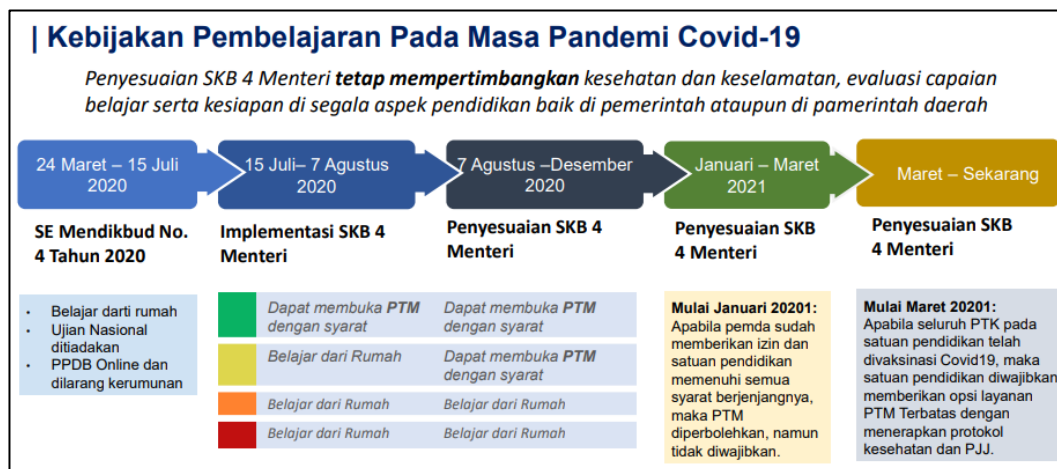 | Kebijakan Pembelajaran Pada Masa Pandemi Covid-19
Penyesuaian SKB 4 Menteri tetap mempertimbangkan kesehatan dan keselamatan, evaluasi capaian
belajar serta kesiapan di segala aspek pendidikan baik di pemerintah ataupun di pamerintah daerah
24 Maret – 15 Juli
2020
15 Juli– 7 Agustus
2020
7 Agustus –Desember
2020
Januari – Maret
2021
Maret – Sekarang
SE Mendikbud No.
4 Tahun 2020
Implementasi SKB 4
Menteri
Penyesuaian SKB 4
Menteri
Penyesuaian SKB
4 Menteri
Penyesuaian SKB
4 Menteri
• Belajar darti rumah
• Ujian Nasional
ditiadakan
• PPDB Online dan
dilarang kerumunan
Dapat membuka PTM
dengan syarat
Dapat membuka PTM
dengan syarat
Belajar dari Rumah
Dapat membuka PTM
dengan syarat
Belajar dari Rumah
Belajar dari Rumah
Belajar dari Rumah
Belajar dari Rumah
Mulai Januari 20201:
Apabila pemda sudah
memberikan izin dan
satuan pendidikan
memenuhi semua
syarat berjenjangnya,
maka PTM
diperbolehkan, namun
tidak diwajibkan.
Mulai Maret 20201:
Apabila seluruh PTK pada
satuan pendidikan telah
divaksinasi Covid19, maka
satuan pendidikan diwajibkan
memberikan opsi layanan
PTM Terbatas dengan
menerapkan protokol
kesehatan dan PJJ.